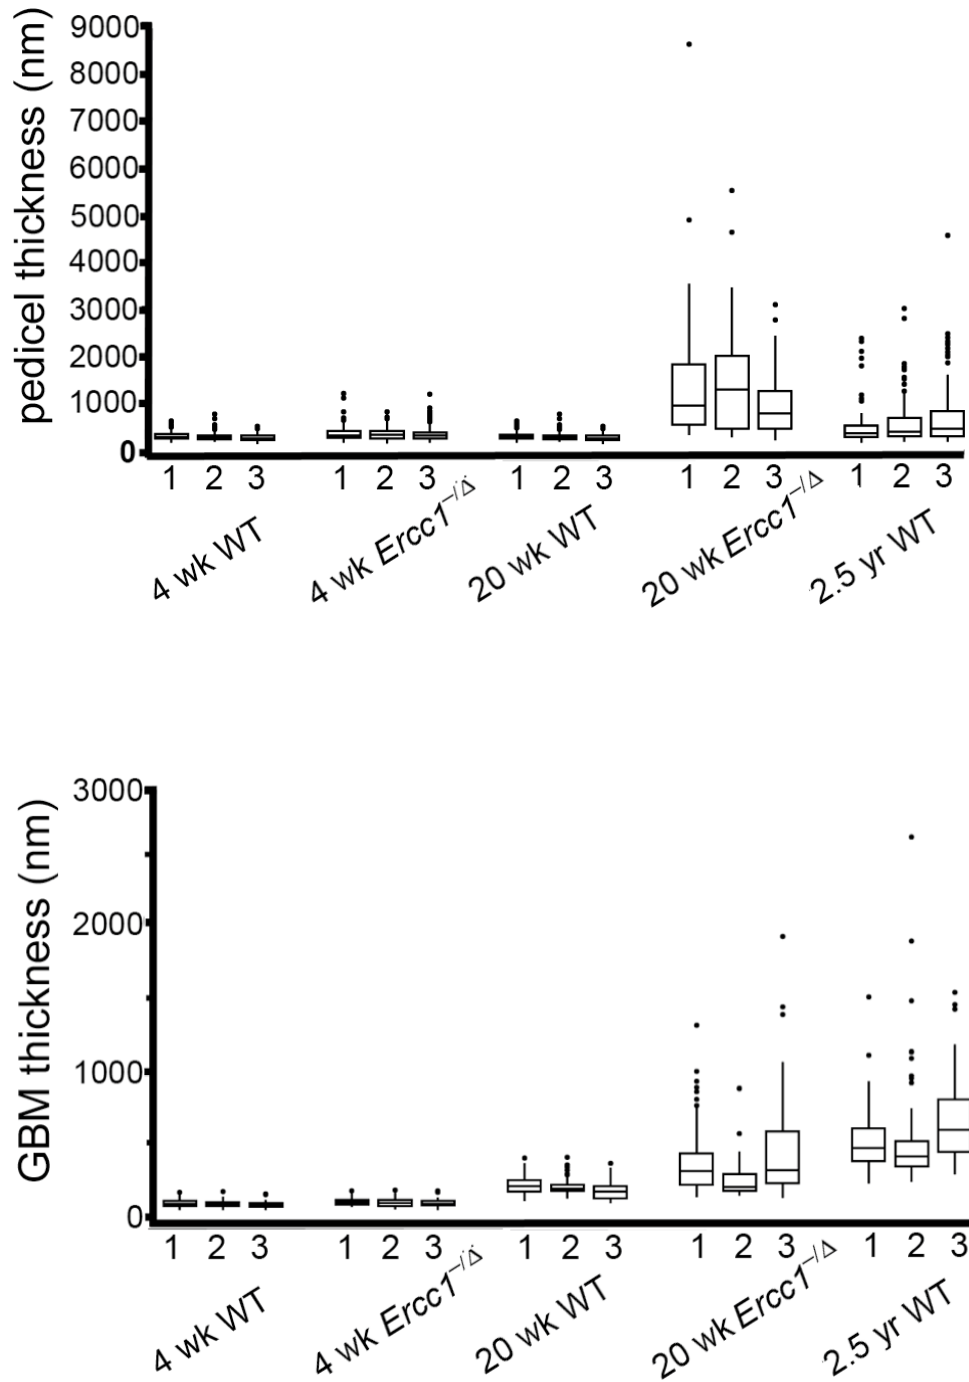 pedicel thickness (nm)
9000
8000
7000
6000
5000
4000
3000
2000
1000
0
1 2 3 1 2 3 1 2 3 1 2 3 1 2 3
4 wk WT
4 wk Ercc1⁻/Δ
20 wk WT
20 wk Ercc1⁻/Δ
2.5 yr WT
GBM thickness (nm)
3000
2000
1000
0
1 2 3 1 2 3 1 2 3 1 2 3 1 2 3
4 wk WT
4 wk Ercc1⁻/Δ
20 wk WT
20 wk Ercc1⁻/Δ
2.5 yr WT